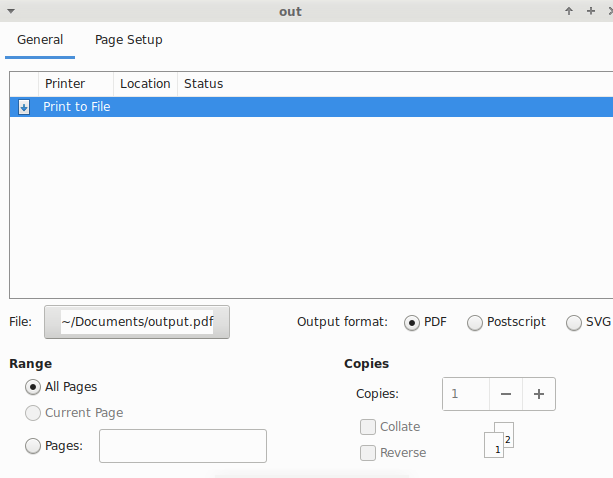 out
General Page Setup
Printer Location Status
Print to File
File: ~/Documents/output.pdf Output format: PDF Postscript SVG
Range Copies
All Pages Copies: 1
Current Page Collate
Pages: Reverse
1 2